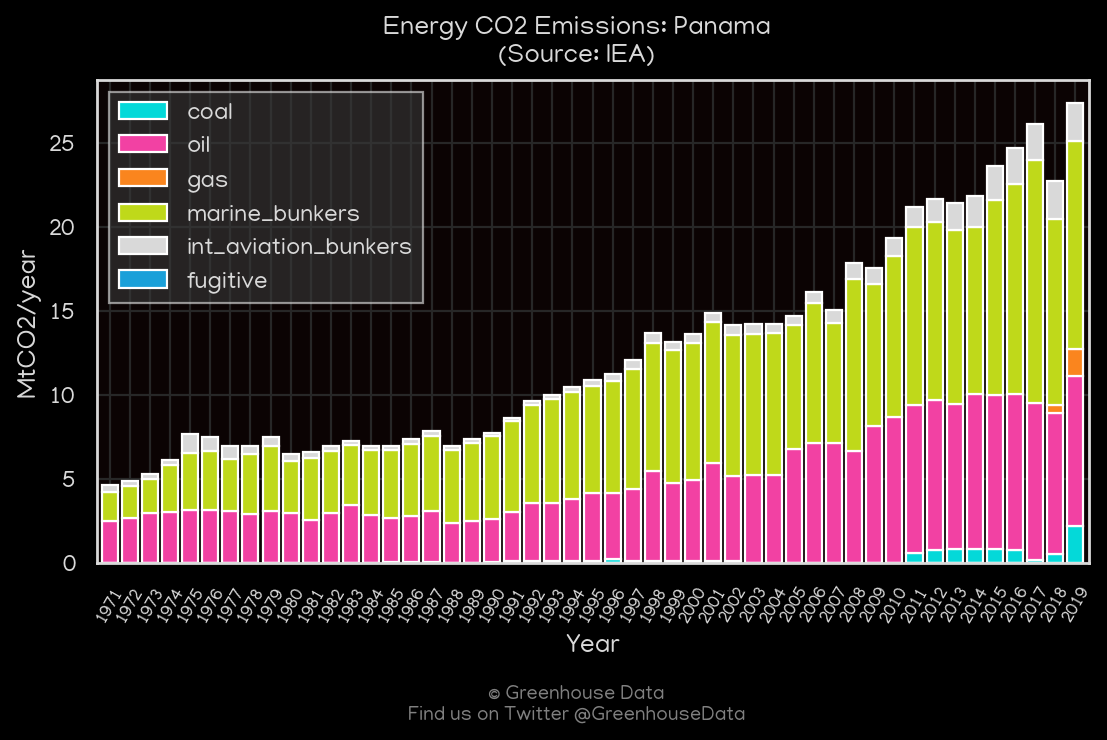 Energy CO2 Emissions: Panama
(Source: IEA)
coal
oil
gas
marine_bunkers
int_aviation_bunkers
fugitive
MtCO2/year
25
20
15
10
5
0
1971 1972 1973 1974 1975 1976 1977 1978 1979 1980 1981 1982 1983 1984 1985 1986 1987 1988 1989 1990 1991 1992 1993 1994 1995 1996 1997 1998 1999 2000 2001 2002 2003 2004 2005 2006 2007 2008 2009 2010 2011 2012 2013 2014 2015 2016 2017 2018 2019
Year
© Greenhouse Data
Find us on Twitter @GreenhouseData